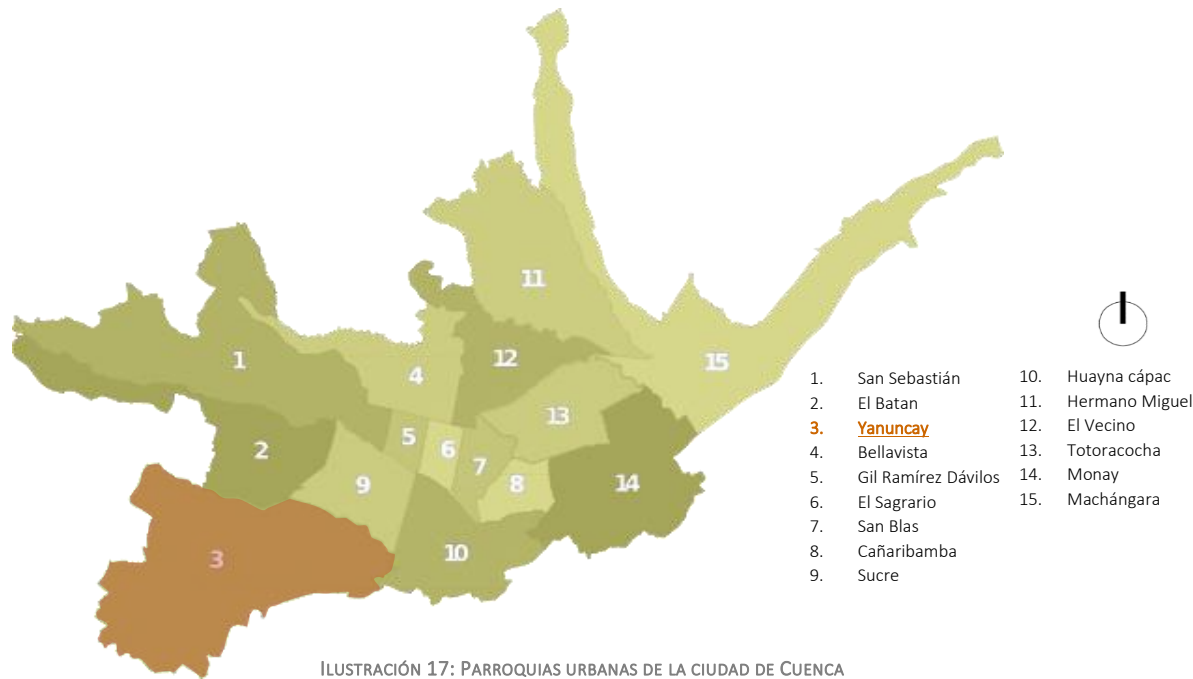 11
1
12
15
4
13
5
6
2
7
9
8
14
10
3
1. San Sebastián
2. El Batan
3. Yanuncay
4. Bellavista
5. Gil Ramírez Dávilos
6. El Sagrario
7. San Blas
8. Cañaribamba
9. Sucre
10. Huayna cápac
11. Hermano Miguel
12. El Vecino
13. Totoracocha
14. Monay
15. Machángara
ILUSTRACIÓN 17: PARROQUIAS URBANAS DE LA CIUDAD DE CUENCA